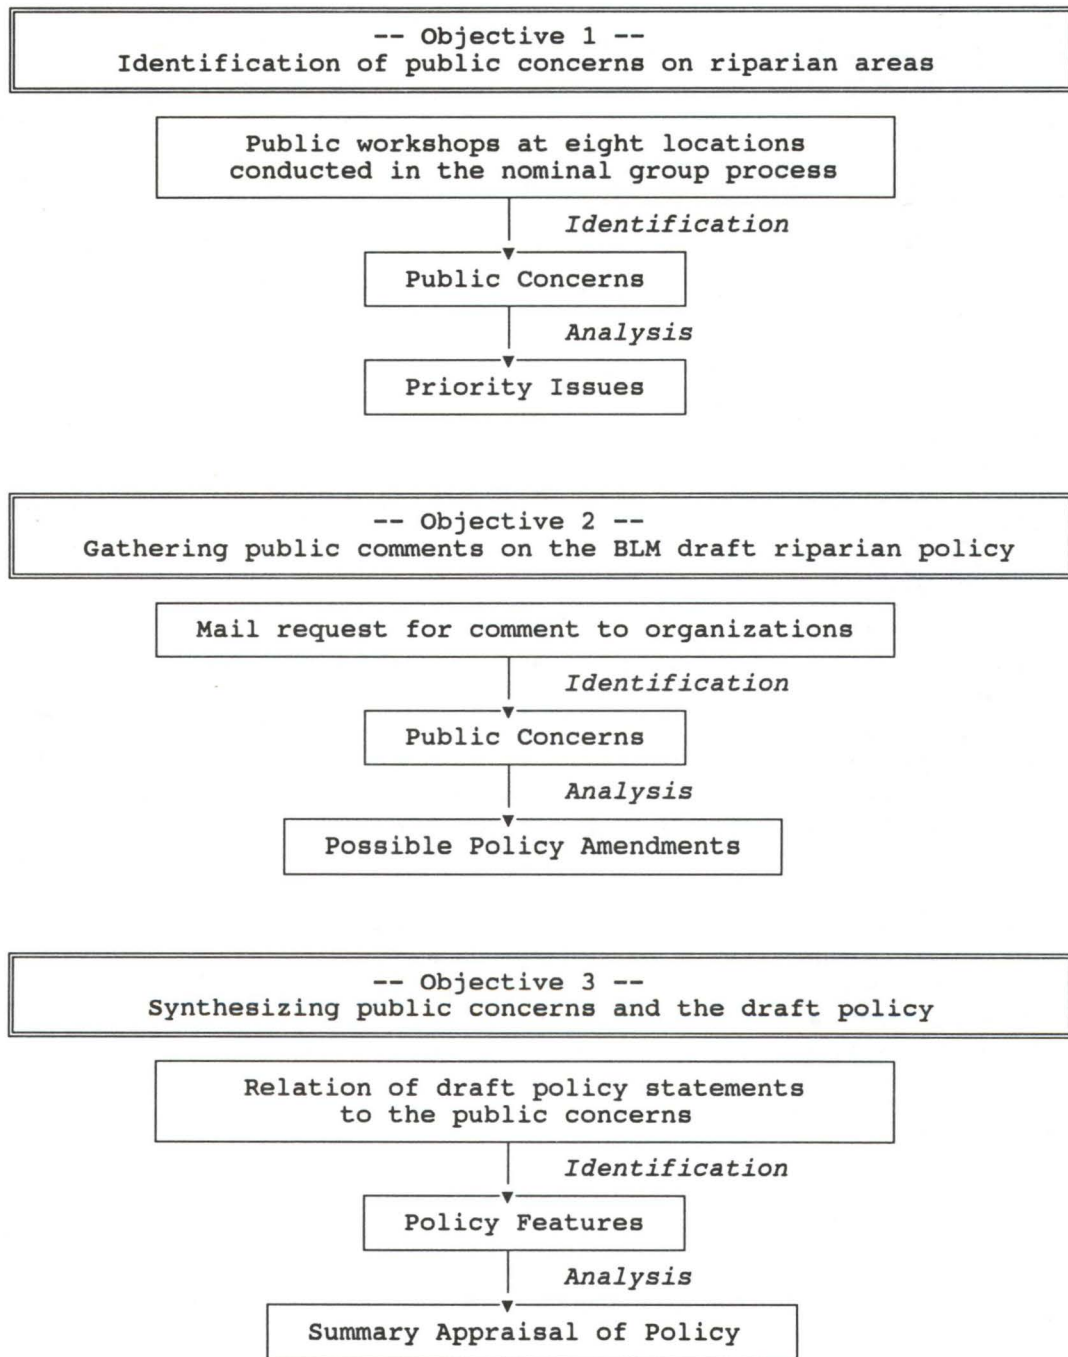 -- Objective 1 --
Identification of public concerns on riparian areas
Public workshops at eight locations
conducted in the nominal group process
Identification
Public Concerns
Analysis
Priority Issues
-- Objective 2 --
Gathering public comments on the BLM draft riparian policy
Mail request for comment to organizations
Identification
Public Concerns
Analysis
Possible Policy Amendments
-- Objective 3 --
Synthesizing public concerns and the draft policy
Relation of draft policy statements
to the public concerns
Identification
Policy Features
Analysis
Summary Appraisal of Policy